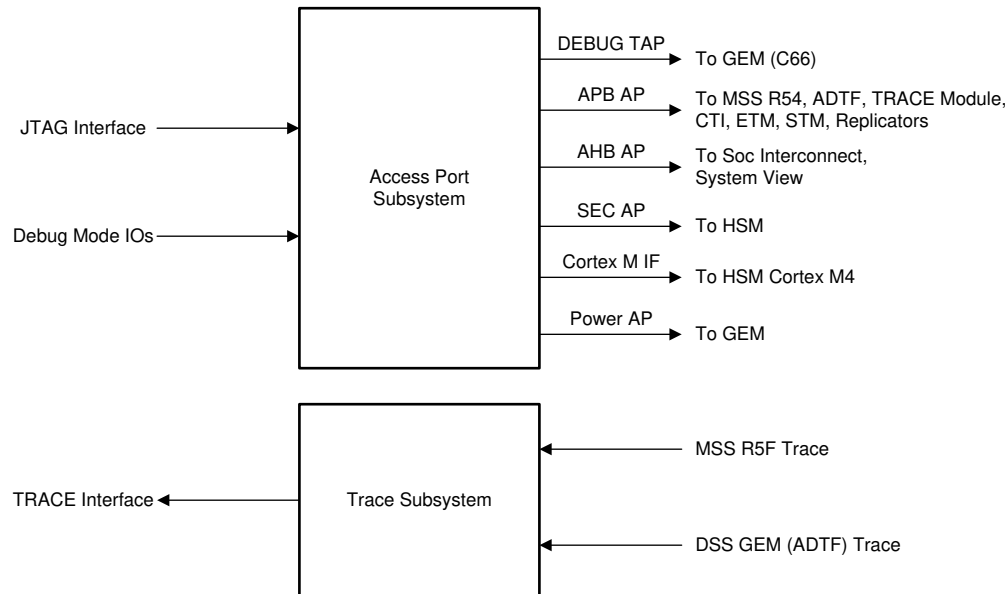 DEBUG TAP
To GEM (C66)
APB AP
To MSS R54, ADTF, TRACE Module,
CTI, ETM, STM, Replicators
JTAG Interface
AHB AP
To Soc Interconnect,
System View
Access Port
Subsystem
SEC AP
To HSM
Debug Mode IOs
Cortex M IF
To HSM Cortex M4
Power AP
To GEM
MSS R5F Trace
TRACE Interface
Trace Subsystem
DSS GEM (ADTF) Trace